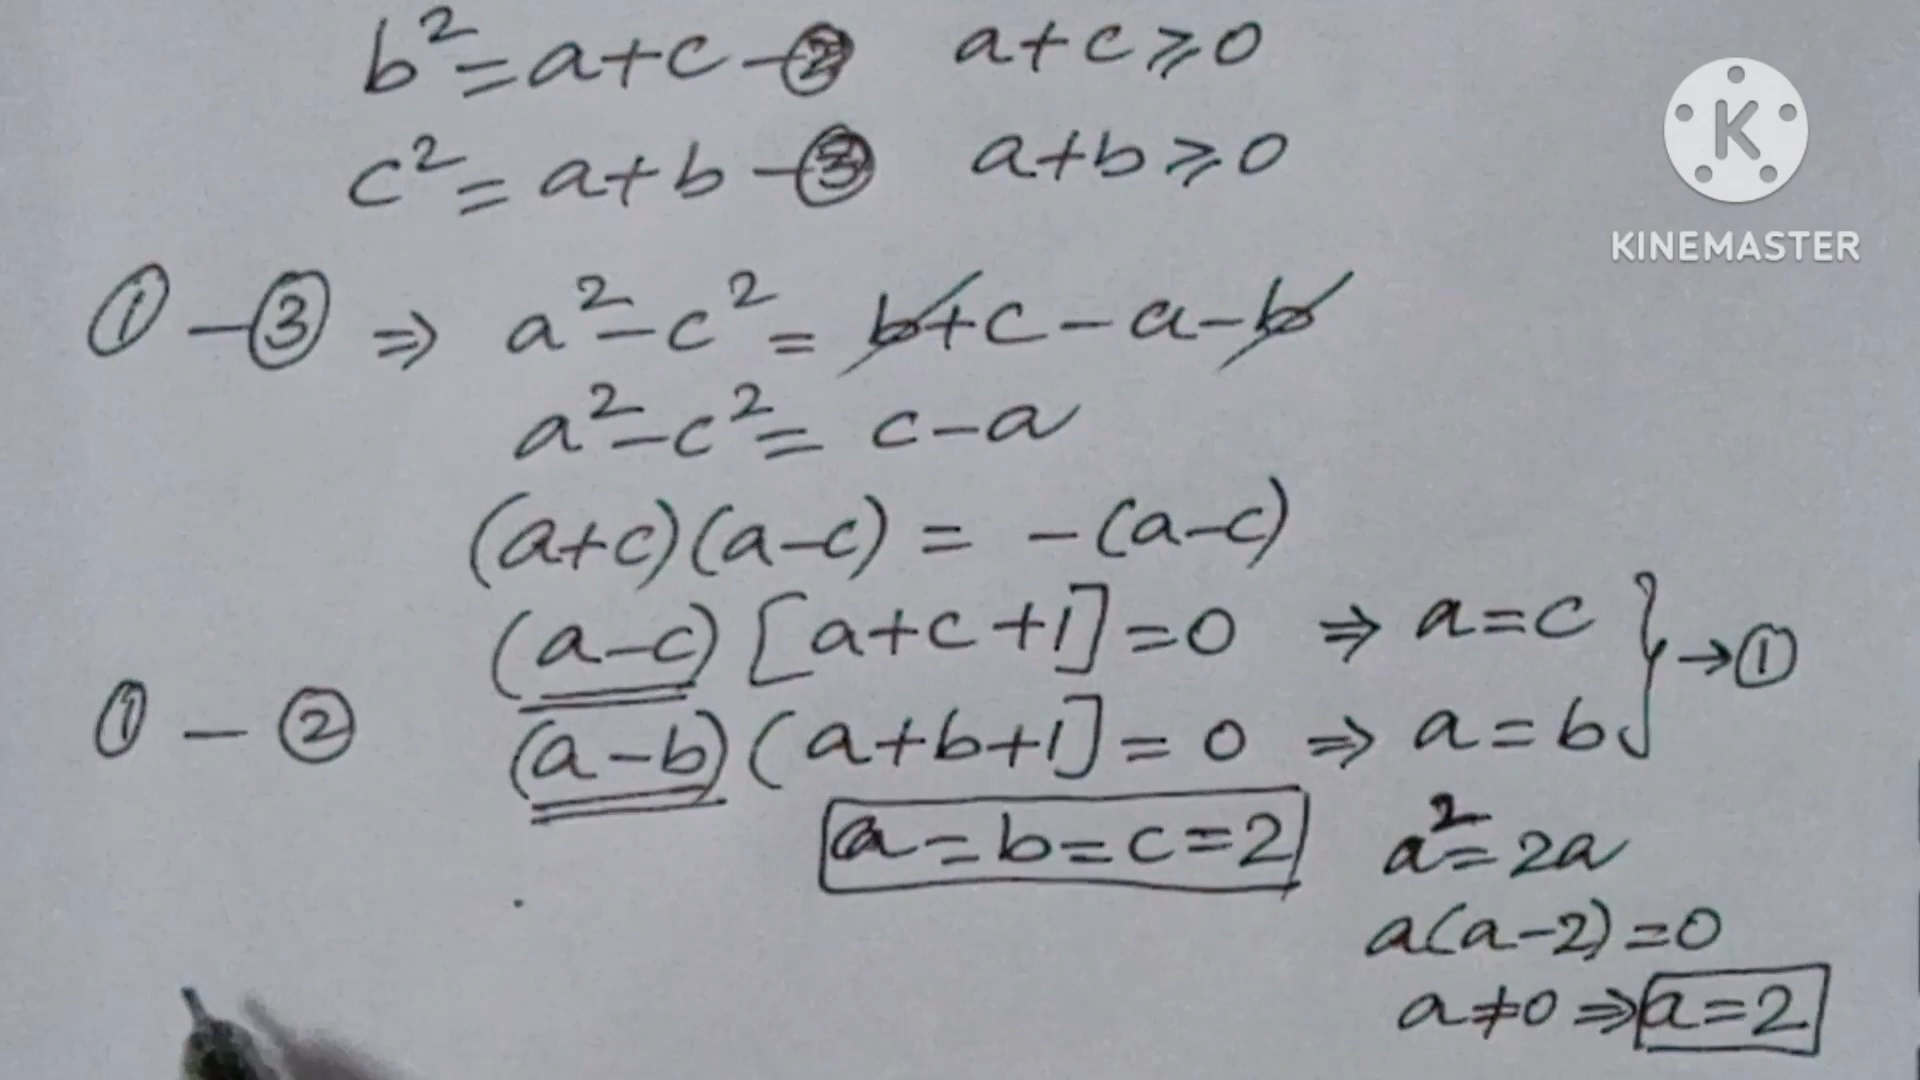 b² = a+c – ② a+c ⩾ 0
c² = a+b – ③ a+b ⩾ 0
K
KINEMASTER
① – ③ ⇒ a² – c² = b + c – a – b
a² – c² = c – a
(a+c)(a–c) = –(a–c)
(a–c) [a+c+1] = 0 ⇒ a = c
① – ② (a–b) (a+b+1] = 0 ⇒ a = b } → ①
a = b = c = 2 a² = 2a
a(a–2) = 0
a ≠ 0 ⇒ a = 2